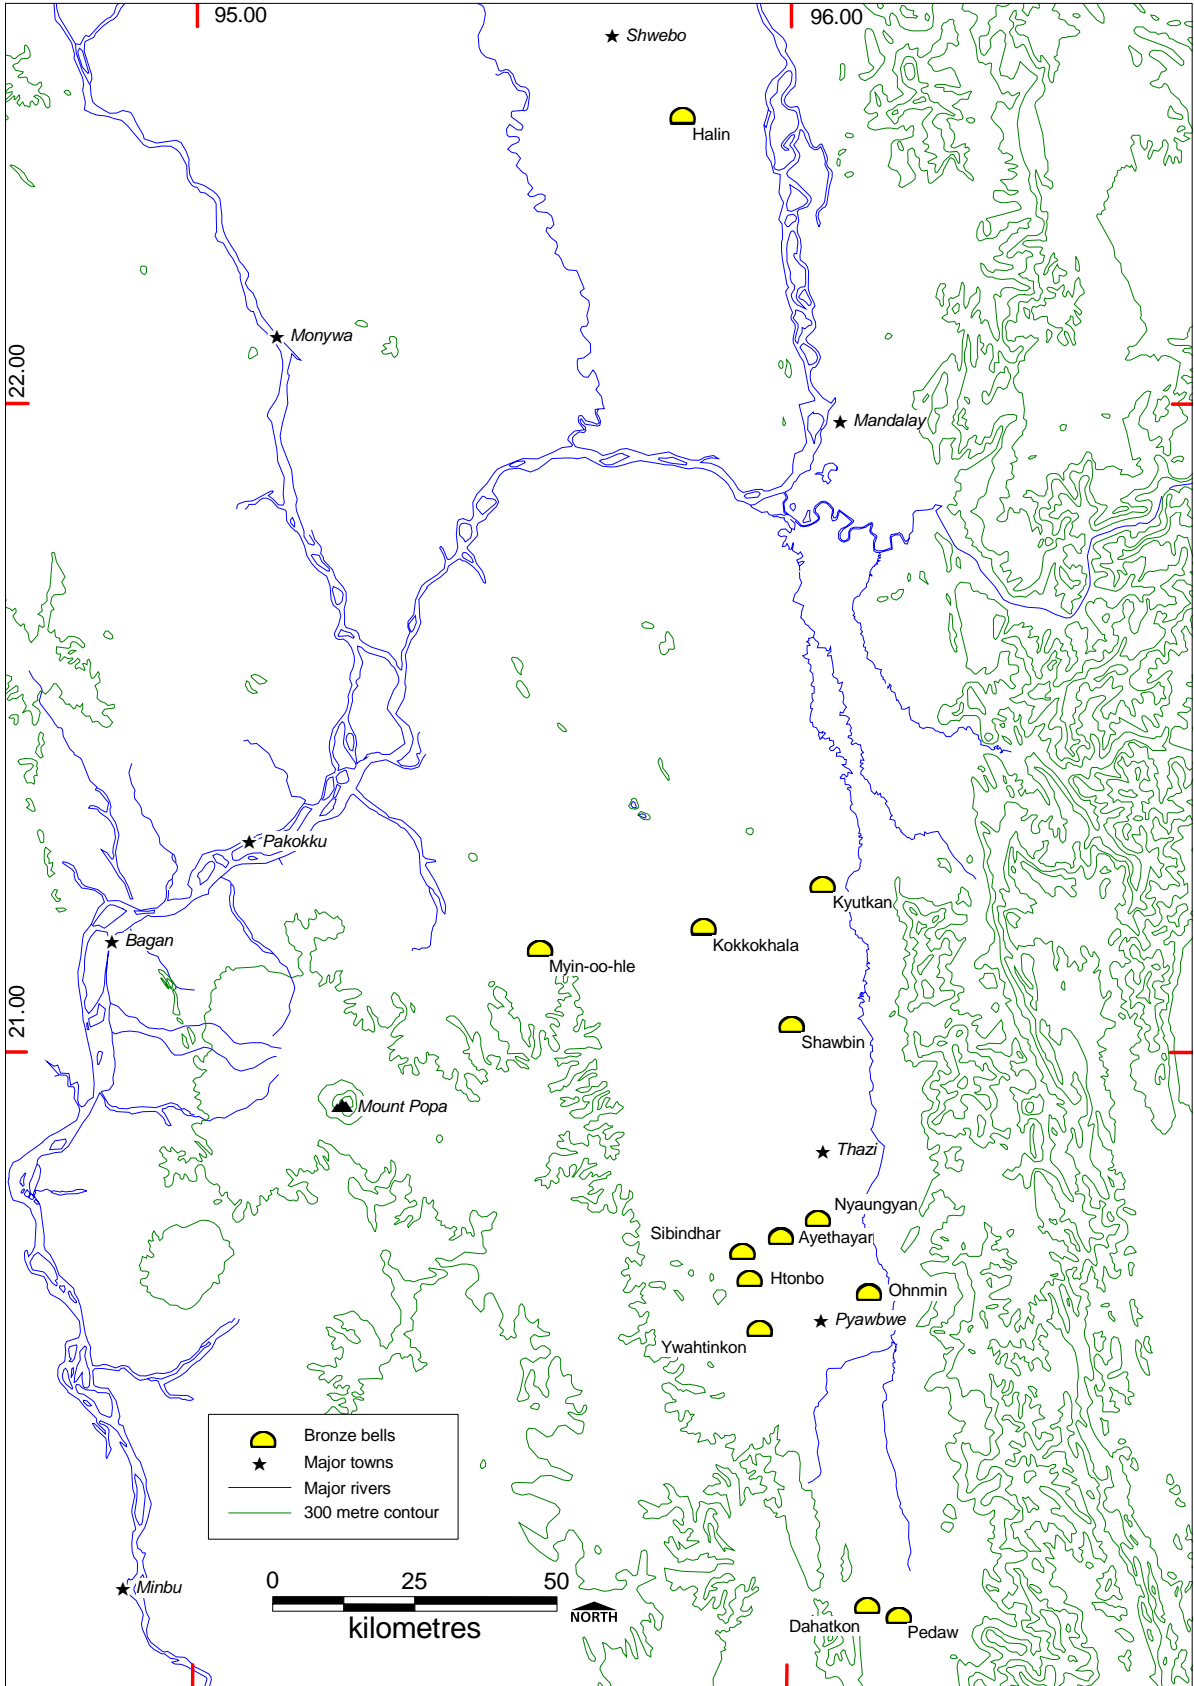 95.00
96.00
Shwebo
Halin
Monywa
22.00
Mandalay
Pakokku
Kyutkan
Bagan
Kokkokhala
Myin-oo-hle
21.00
Shawbin
Mount Popa
Thazi
Nyaungyan
Sibindhar
Ayethayar
Htonbo
Ohnmin
Pyawbwe
Ywahtinkon
Bronze bells
Major towns
Major rivers
300 metre contour
0 25 50
kilometres
NORTH
Minbu
Dahatkon
Pedaw